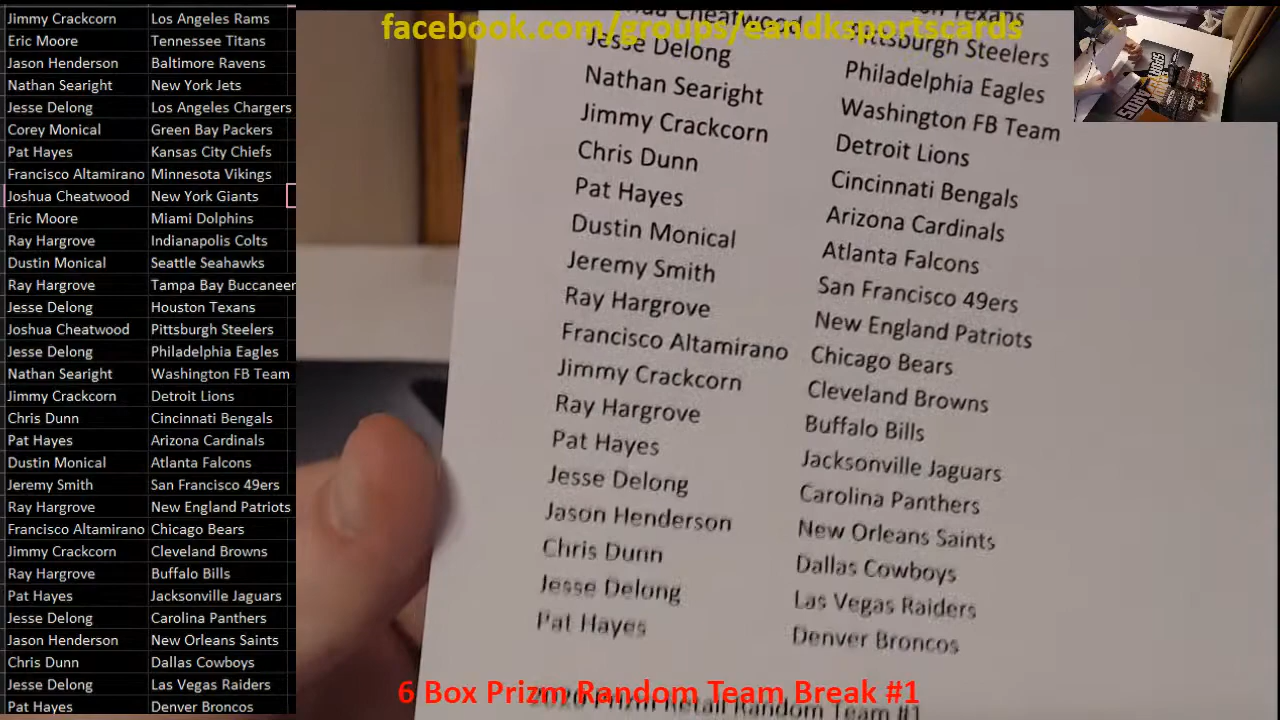 Jimmy Crackcorn Los Angeles Rams
Eric Moore Tennessee Titans
Jason Henderson Baltimore Ravens
Nathan Searight New York Jets
Jesse Delong Los Angeles Chargers
Corey Monical Green Bay Packers
Pat Hayes Kansas City Chiefs
Francisco Altamirano Minnesota Vikings
Joshua Cheatwood New York Giants
Eric Moore Miami Dolphins
Ray Hargrove Indianapolis Colts
Dustin Monical Seattle Seahawks
Ray Hargrove Tampa Bay Buccaneer
Jesse Delong Houston Texans
Joshua Cheatwood Pittsburgh Steelers
Jesse Delong Philadelphia Eagles
Nathan Searight Washington FB Team
Jimmy Crackcorn Detroit Lions
Chris Dunn Cincinnati Bengals
Pat Hayes Arizona Cardinals
Dustin Monical Atlanta Falcons
Jeremy Smith San Francisco 49ers
Ray Hargrove New England Patriots
Francisco Altamirano Chicago Bears
Jimmy Crackcorn Cleveland Browns
Ray Hargrove Buffalo Bills
Pat Hayes Jacksonville Jaguars
Jesse Delong Carolina Panthers
Jason Henderson New Orleans Saints
Chris Dunn Dallas Cowboys
Jesse Delong Las Vegas Raiders
Pat Hayes Denver Broncos
facebook.com/groups/eandksportscards
Cheatwood Texans
Pittsburgh Steelers
Jesse Delong Philadelphia Eagles
Nathan Searight Washington FB Team
Jimmy Crackcorn Detroit Lions
Chris Dunn Cincinnati Bengals
Pat Hayes Arizona Cardinals
Dustin Monical Atlanta Falcons
Jeremy Smith San Francisco 49ers
Ray Hargrove New England Patriots
Francisco Altamirano Chicago Bears
Jimmy Crackcorn Cleveland Browns
Ray Hargrove Buffalo Bills
Pat Hayes Jacksonville Jaguars
Jesse Delong Carolina Panthers
Jason Henderson New Orleans Saints
Chris Dunn Dallas Cowboys
Jesse Delong Las Vegas Raiders
Pat Hayes Denver Broncos
2020 Prizm Retail Random Team #1
6 Box Prizm Random Team Break #1